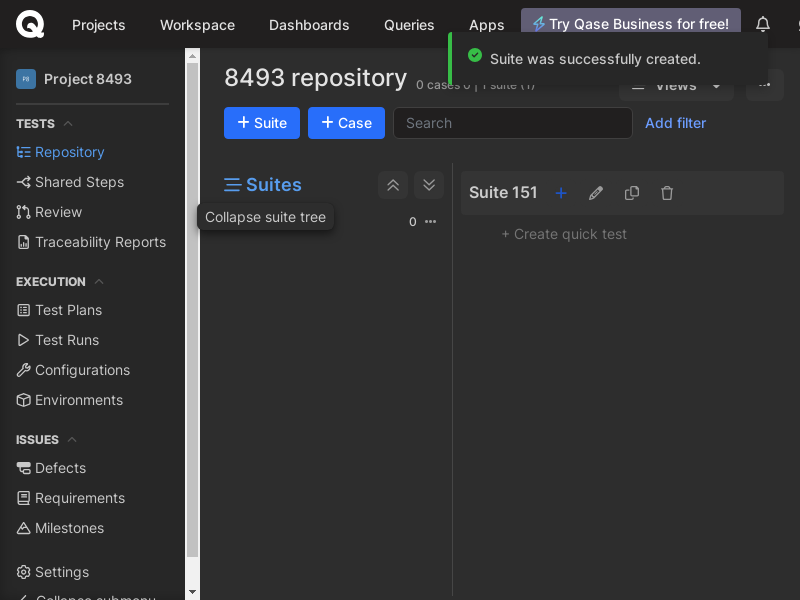 Projects
Workspace
Dashboards
Queries
Apps
Try Qase Business for free!
Suite was successfully created.
P8
Project 8493
TESTS
Repository
Shared Steps
Review
Traceability Reports
EXECUTION
Test Plans
Test Runs
Configurations
Environments
ISSUES
Defects
Requirements
Milestones
Settings
Collapse submenu
8493 repository
0 cases 0 | 1 suite (1)
Views
+ Suite
+ Case
Search
Add filter
Suites
Collapse suite tree
0
Suite 151
+ Create quick test